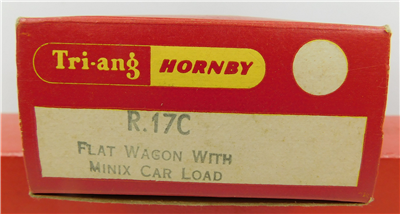 Tri-ang HORNBY
R.17C
FLAT WAGON WITH
MINIX CAR LOAD